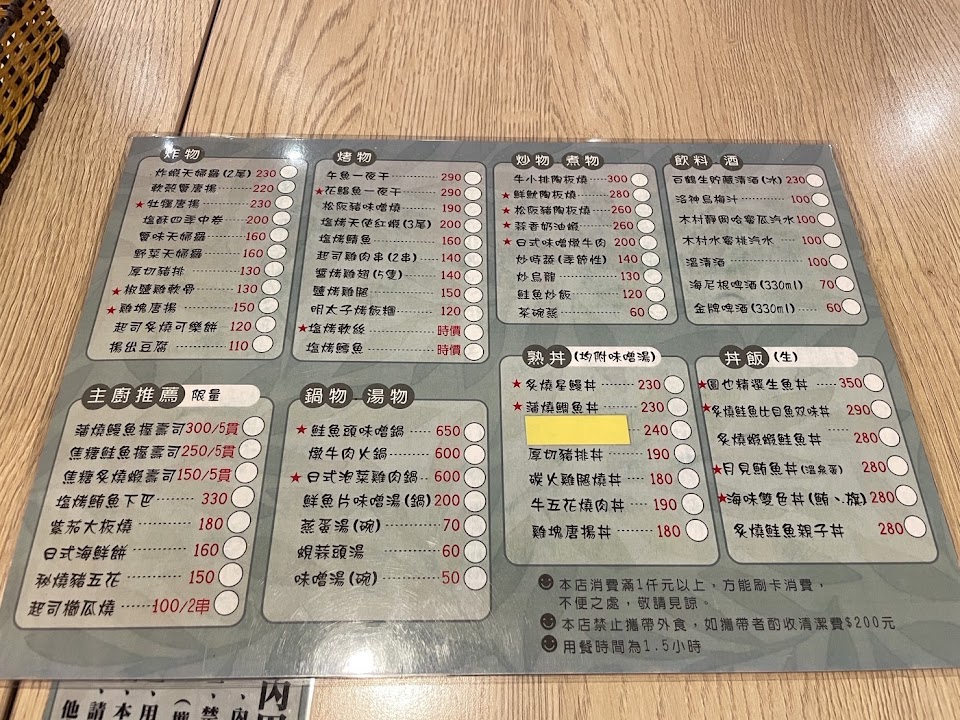 炸物
炸蝦天婦羅(2尾) 230
軟殼蟹唐揚 220
★牡蠣唐揚 230
塩酥四季中卷 200
蟹味天婦羅 160
野菜天婦羅 160
厚切豬排 130
★椒鹽雞軟骨 130
★雞塊唐揚 150
起司炙燒可樂餅 120
揚出豆腐 110
烤物
午魚一夜干 290
★花鯖魚一夜干 290
松阪豬味噌燒 190
塩烤天使紅蝦(3尾) 200
塩烤鯖魚 160
起司雞肉串(2串) 140
醬烤雞翅(5隻) 140
鹽烤雞腿 150
明太子烤飯糰 120
★塩烤軟絲 時價
塩烤鱈魚 時價
炒物 煮物
牛小排陶板燒 300
★鮮魷陶板燒 280
★松阪豬陶板燒 260
★蒜香奶油蝦 260
★日式味噌燉牛肉 200
炒時蔬(季節性) 140
炒烏龍 130
鮭魚炒飯 120
茶碗蒸 60
飲料 酒
百鶴生貯藏清酒(冰) 230
洛神烏梅汁 100
木村靜岡哈蜜瓜汽水 100
木村水蜜桃汽水 100
溫清酒 100
海尼根啤酒(330ml) 70
金牌啤酒(330ml) 60
主廚推薦 限量
蒲燒鰻魚握壽司 300/5貫
焦糖鮭魚握壽司 250/5貫
焦糖炙燒蝦壽司 150/5貫
塩烤鮪魚下巴 330
紫茄大板燒 180
日式海鮮餅 160
秘燒豬五花 150
起司櫛瓜燒 100/2串
鍋物 湯物
★鮭魚頭味噌鍋 650
燉牛肉火鍋 600
★日式泡菜雞肉鍋 600
鮮魚片味噌湯(鍋) 200
蒸蛋湯(碗) 70
蜆蒜頭湯 60
味噌湯(碗) 50
熟丼(均附味噌湯)
★炙燒星鰻丼 230
★蒲燒鯛魚丼 230
240
厚切豬排丼 190
碳火雞腿燒丼 180
牛五花燒肉丼 190
雞塊唐揚丼 180
丼飯(生)
★圓也精選生魚丼 350
★炙燒鮭魚比目魚双味丼 290
炙燒蝦蝦鮭魚丼 280
★月見鮪魚丼(溫泉蛋) 280
★海味雙色丼(鮪、旗) 280
炙燒鮭魚親子丼 280
本店消費滿1仟元以上，方能刷卡消費，
不便之處，敬請見諒。
本店禁止攜帶外食，如攜帶者酌收清潔費$200元
用餐時間為1.5小時